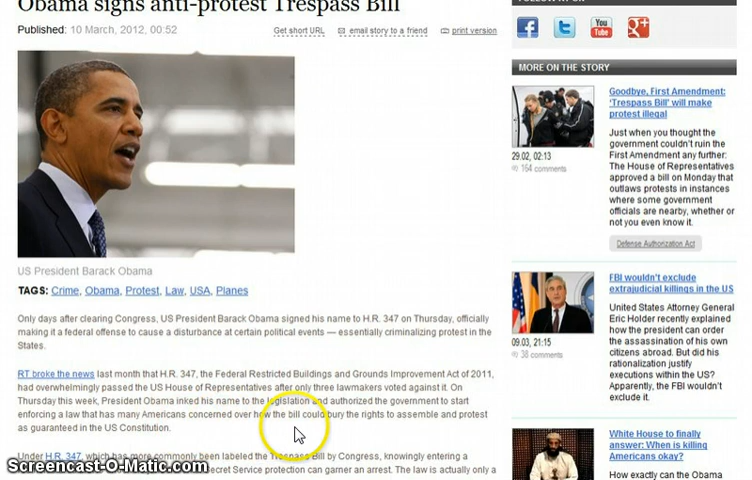 Obama signs anti-protest Trespass Bill
Published: 10 March, 2012, 00:52
Get short URL
email story to a friend
print version
US President Barack Obama
TAGS: Crime, Obama, Protest, Law, USA, Planes
Only days after clearing Congress, US President Barack Obama signed his name to H.R. 347 on Thursday, officially
making it a federal offense to cause a disturbance at certain political events — essentially criminalizing protest in the
States.
RT broke the news last month that H.R. 347, the Federal Restricted Buildings and Grounds Improvement Act of 2011,
had overwhelmingly passed the US House of Representatives after only three lawmakers voted against it. On
Thursday this week, President Obama inked his name to the legislation and authorized the government to start
enforcing a law that has many Americans concerned over how the bill could bury the rights to assemble and protest
as guaranteed in the US Constitution.
Under H.R. 347, which has more commonly been labeled the Trespass Bill by Congress, knowingly entering a
Secret Service protection can garner an arrest. The law is actually only a
Screencast-O-Matic.com
You
Tube
MORE ON THE STORY
29.02, 02:13
164 comments
Goodbye, First Amendment:
‘Trespass Bill’ will make
protest illegal
Just when you thought the
government couldn’t ruin the
First Amendment any further:
The House of Representatives
approved a bill on Monday that
outlaws protests in instances
where some government
officials are nearby, whether or
not you even know it.
Defense Authorization Act
09.03, 21:15
38 comments
FBI wouldn’t exclude
extrajudicial killings in the US
United States Attorney General
Eric Holder recently explained
how the president can order
the assassination of his own
citizens abroad. But did his
rationalization justify
executions within the US?
Apparently, the FBI wouldn’t
exclude it.
White House to finally
answer: When is killing
Americans okay?
How exactly can the Obama